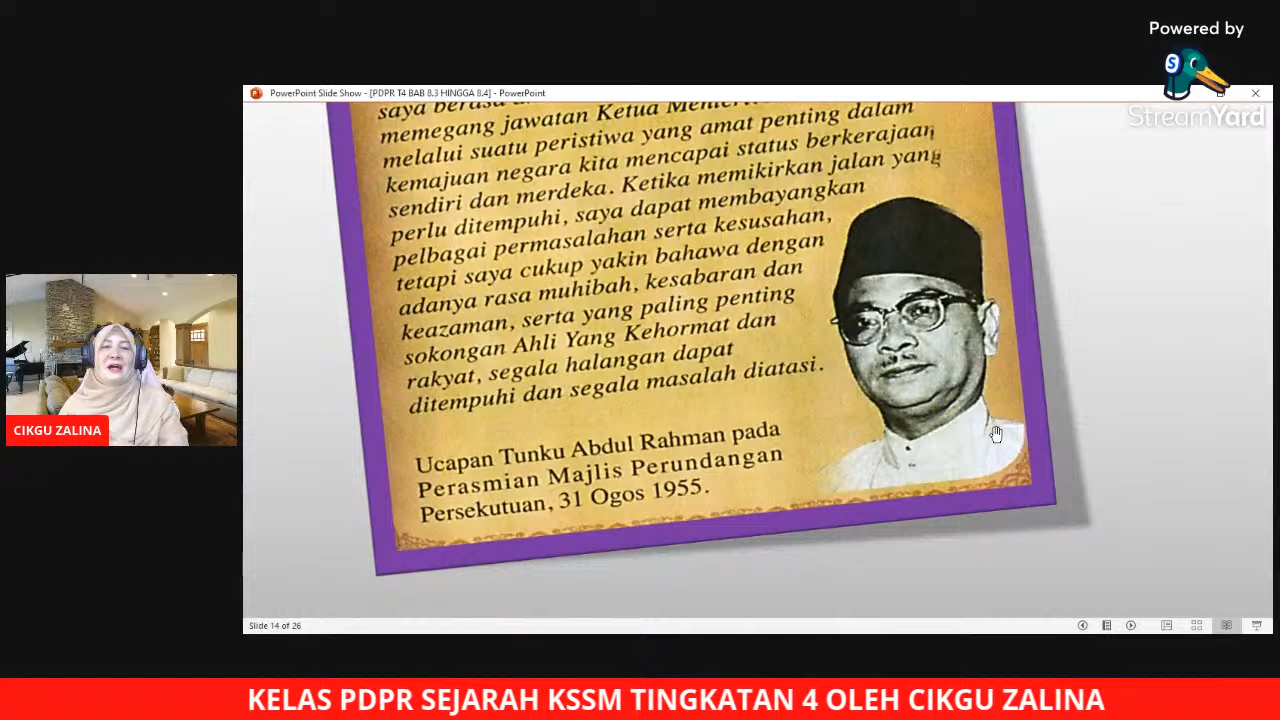 Powered by
S
StreamYard
PowerPoint Slide Show - [PDPR T4 BAB 8.3 HINGGA 8.4] - PowerPoint
saya berasa
memegang jawatan Ketua
melalui suatu peristiwa yang amat penting dalam
kemajuan negara kita mencapai status berkerajaan
sendiri dan merdeka. Ketika memikirkan jalan yang
perlu ditempuhi, saya dapat membayangkan
pelbagai permasalahan serta kesusahan,
tetapi saya cukup yakin bahawa dengan
adanya rasa muhibah, kesabaran dan
keazaman, serta yang paling penting
sokongan Ahli Yang Kehormat dan
rakyat, segala halangan dapat
ditempuhi dan segala masalah diatasi.
Ucapan Tunku Abdul Rahman pada
Perasmian Majlis Perundangan
Persekutuan, 31 Ogos 1955.
CIKGU ZALINA
Slide 14 of 26
KELAS PDPR SEJARAH KSSM TINGKATAN 4 OLEH CIKGU ZALINA